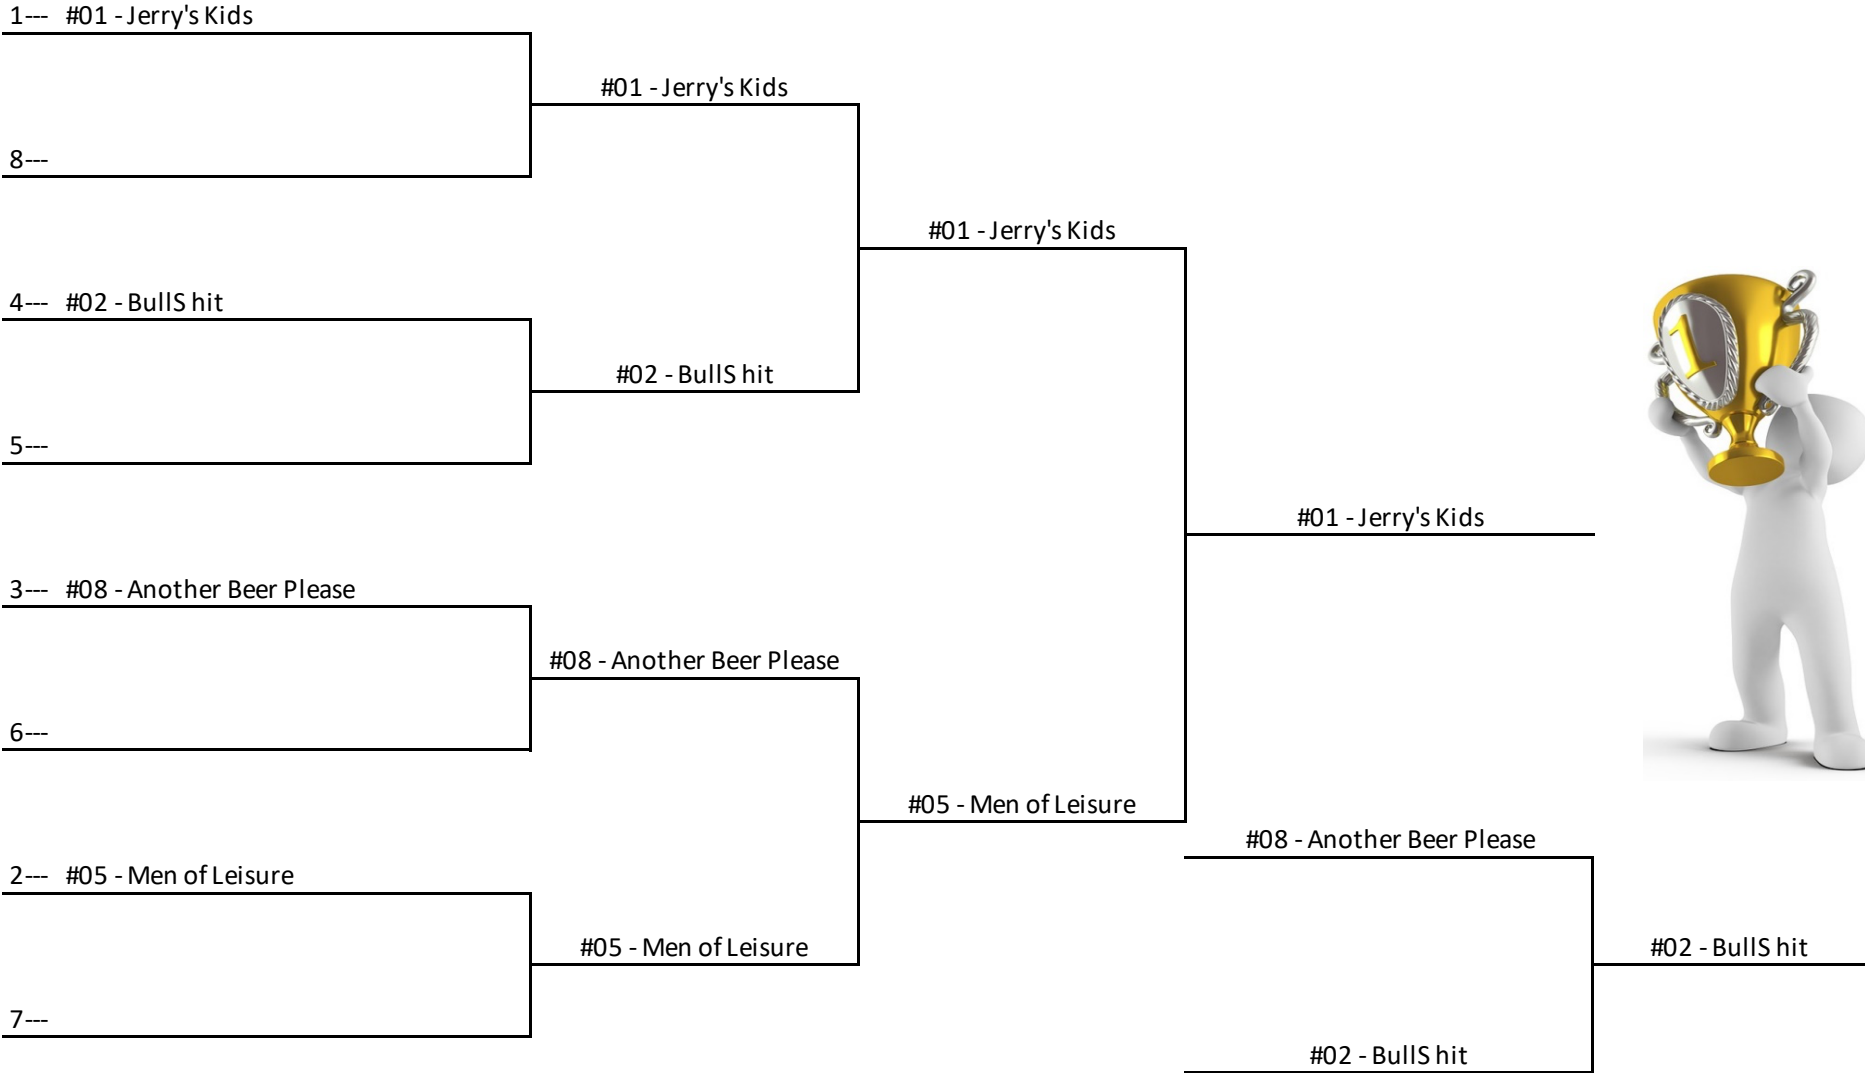 1--- #01 - Jerry's Kids
#01 - Jerry's Kids
8---
#01 - Jerry's Kids
4--- #02 - BullS hit
1
#02 - BullS hit
5---
#01 - Jerry's Kids
3--- #08 - Another Beer Please
#08 - Another Beer Please
6---
#05 - Men of Leisure
#08 - Another Beer Please
2--- #05 - Men of Leisure
#05 - Men of Leisure
#02 - BullS hit
7---
#02 - BullS hit